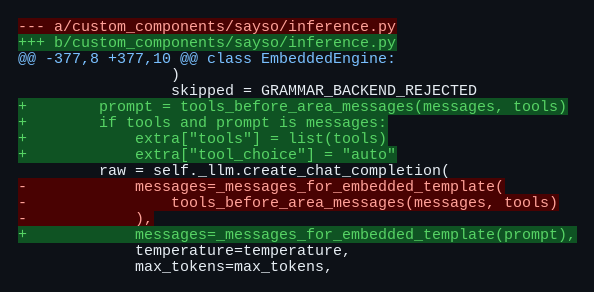 --- a/custom_components/sayso/inference.py
+++ b/custom_components/sayso/inference.py
@@ -377,8 +377,10 @@ class EmbeddedEngine:
                 )
                 skipped = GRAMMAR_BACKEND_REJECTED
+        prompt = tools_before_area_messages(messages, tools)
+        if tools and prompt is messages:
+            extra["tools"] = list(tools)
+            extra["tool_choice"] = "auto"
         raw = self._llm.create_chat_completion(
-            messages=_messages_for_embedded_template(
-                tools_before_area_messages(messages, tools)
-            ),
+            messages=_messages_for_embedded_template(prompt),
             temperature=temperature,
             max_tokens=max_tokens,